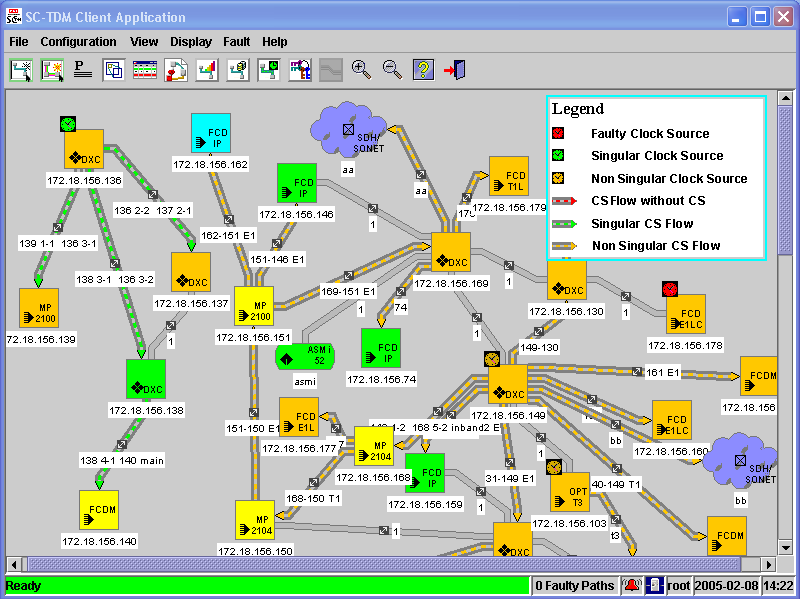 SC-TDM Client Application
File Configuration View Display Fault Help
Legend
Faulty Clock Source
Singular Clock Source
Non Singular Clock Source
CSFlow without CS
Singular CS Flow
Non Singular CS Flow
DXC
172.18.156.136
FCD
IP
172.18.156.162
SDH/
SONET
aa
aa
FCD
T1L
172.18.156.179
FCD
IP
172.18.156.146
1
136 2-2 137 2-1
162-151 E1
139 1-1 136 3-1
151-146 E1
138 3-1 136 3-2
DXC
172.18.156.137
169-151 E1
DXC
172.18.156.169
1
DXC
172.18.156.130
1
FCD
E1LC
172.18.156.178
MP
2100
172.18.156.139
MP
2100
172.18.156.151
1
74
1
1
149-130
ASMi
52
asmi
FCD
IP
172.18.156.74
DXC
172.18.156.138
DXC
172.18.156.149
161 E1
FCDM
172.18.156
FCD
E1L
172.18.156.177
151-150 E1
7
1-2 168 5-2 inband2 E
bb
FCD
E1LC
172.18.156.160
MP
2104
172.18.156.168
1
138 4-1 140 main
FCD
IP
172.18.156.159
31-149 E1
40-149 T1
SDH/
SONET
bb
168-150 T1
1
OPT
T3
172.18.156.103
t3
FCDM
172.18.156.140
MP
2104
172.18.156.150
1
DXC
FCDM
Ready
0 Faulty Paths
root
2005-02-08
14:22